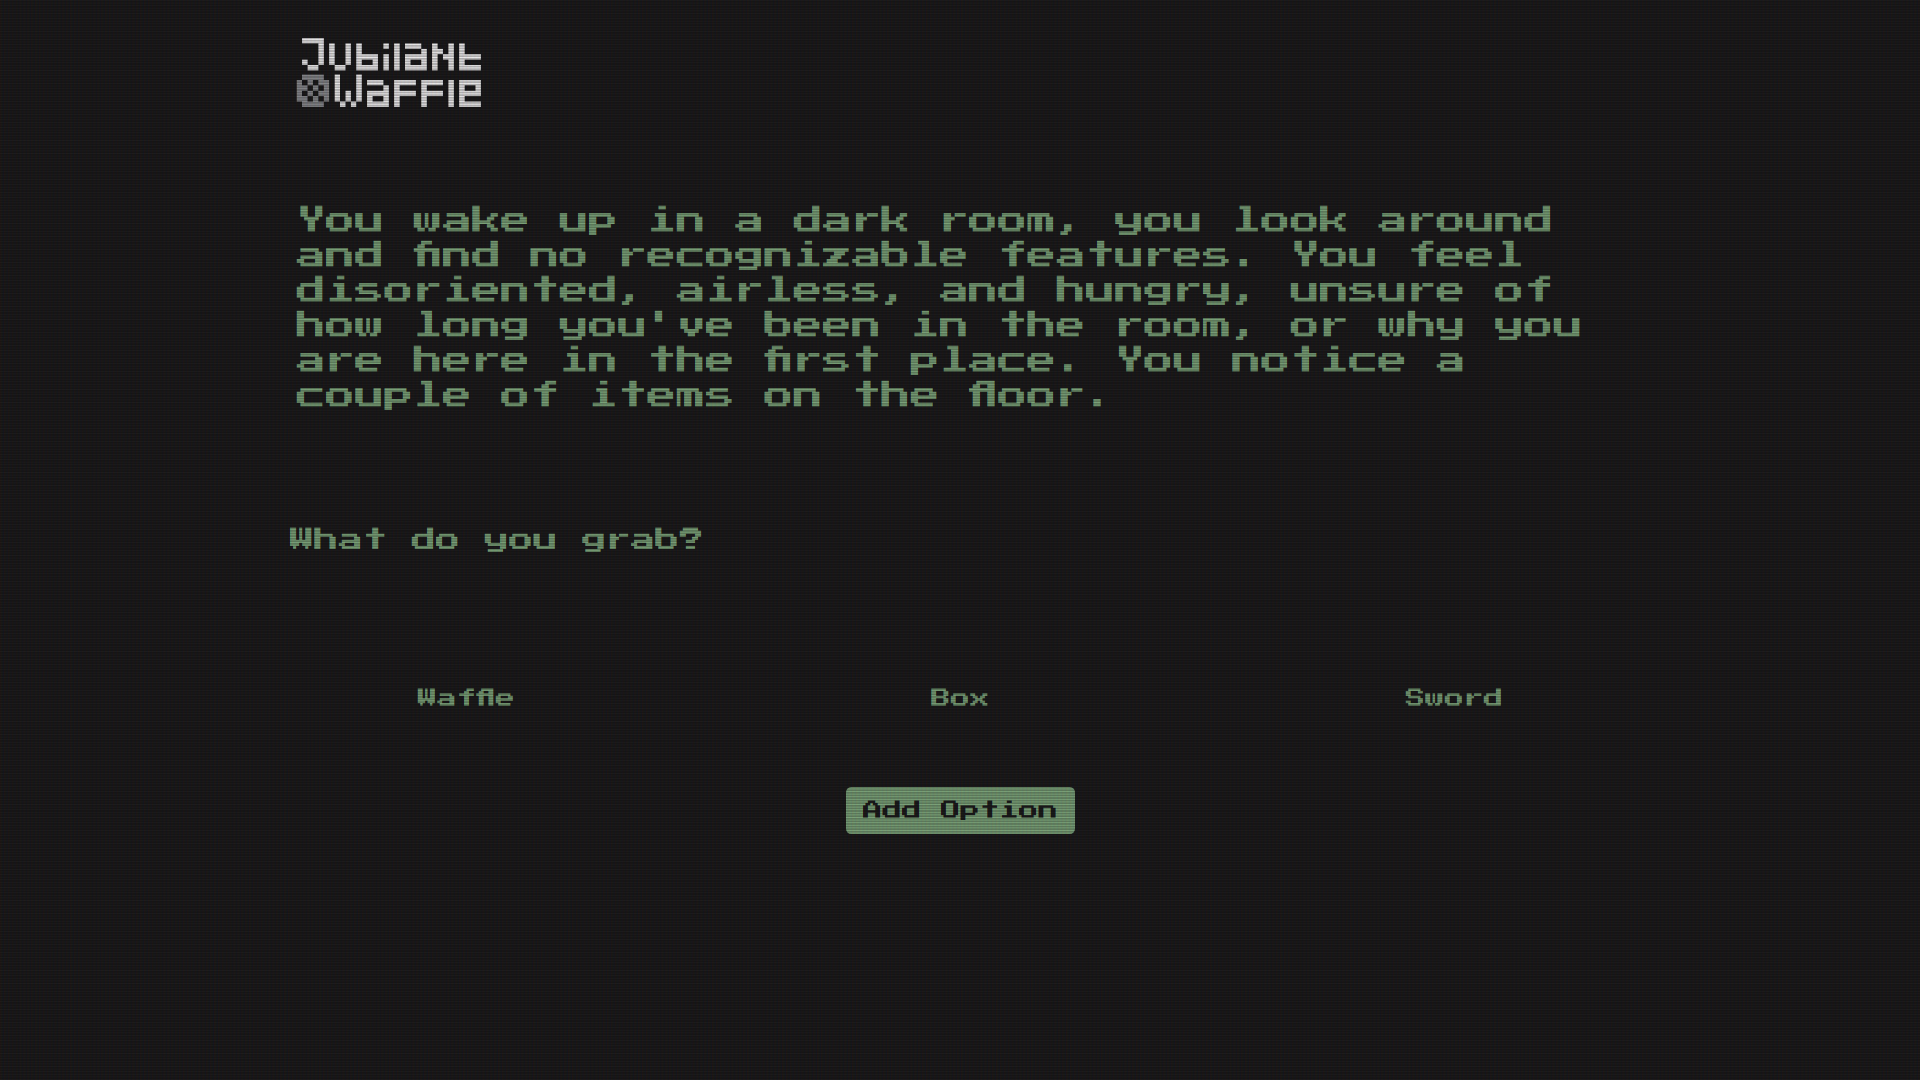 Jubilant
Waffle
You wake up in a dark room, you look around
and find no recognizable features. You feel
disoriented, airless, and hungry, unsure of
how long you've been in the room, or why you
are here in the first place. You notice a
couple of items on the floor.
What do you grab?
Waffle
Box
Sword
Add Option